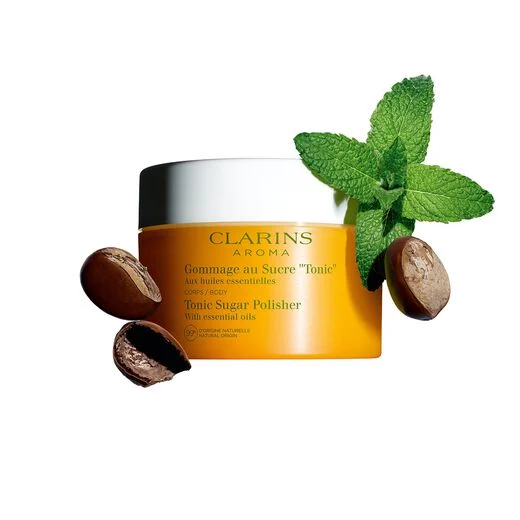 CLARINS
AROMA
Gommage au Sucre "Tonic"
Aux huiles essentielles
CORPS / BODY
Tonic Sugar Polisher
With essential oils
99% D'ORIGINE NATURELLE
NATURAL ORIGIN